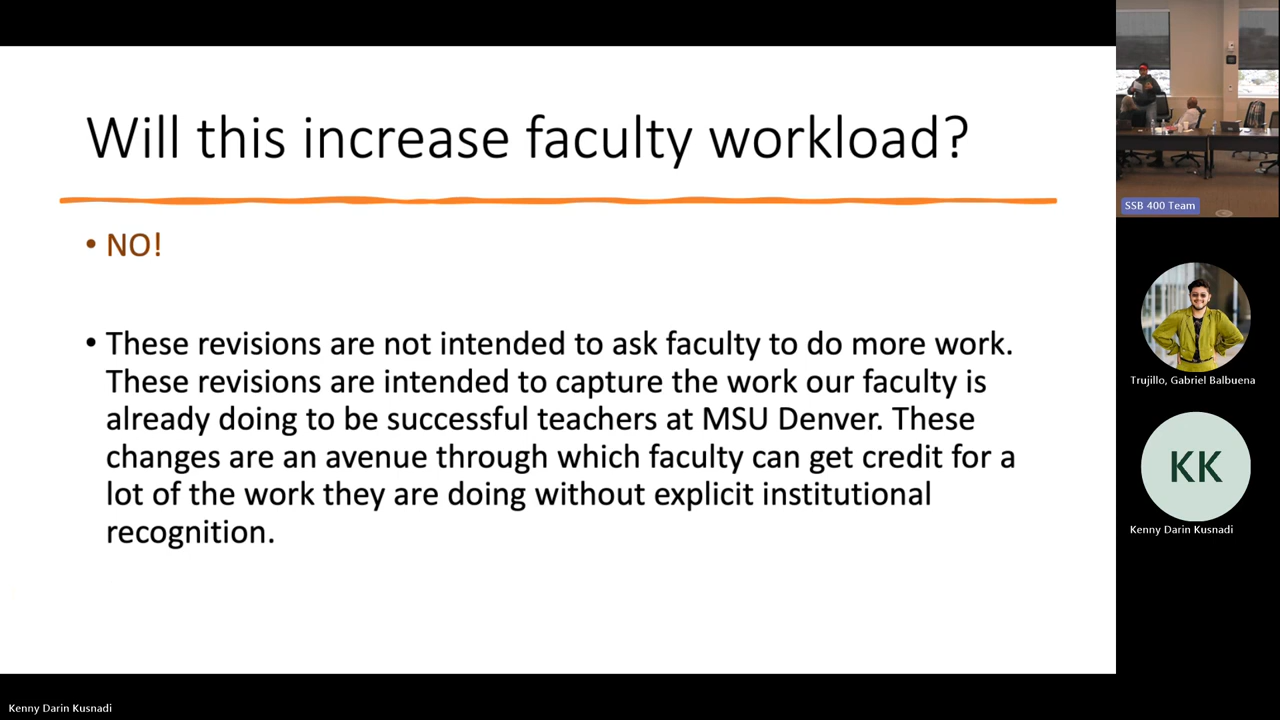 Will this increase faculty workload?
• NO!
• These revisions are not intended to ask faculty to do more work.
These revisions are intended to capture the work our faculty is
already doing to be successful teachers at MSU Denver. These
changes are an avenue through which faculty can get credit for a
lot of the work they are doing without explicit institutional
recognition.
SSB 400 Team
Trujillo, Gabriel Balbuena
KK
Kenny Darin Kusnadi
Kenny Darin Kusnadi